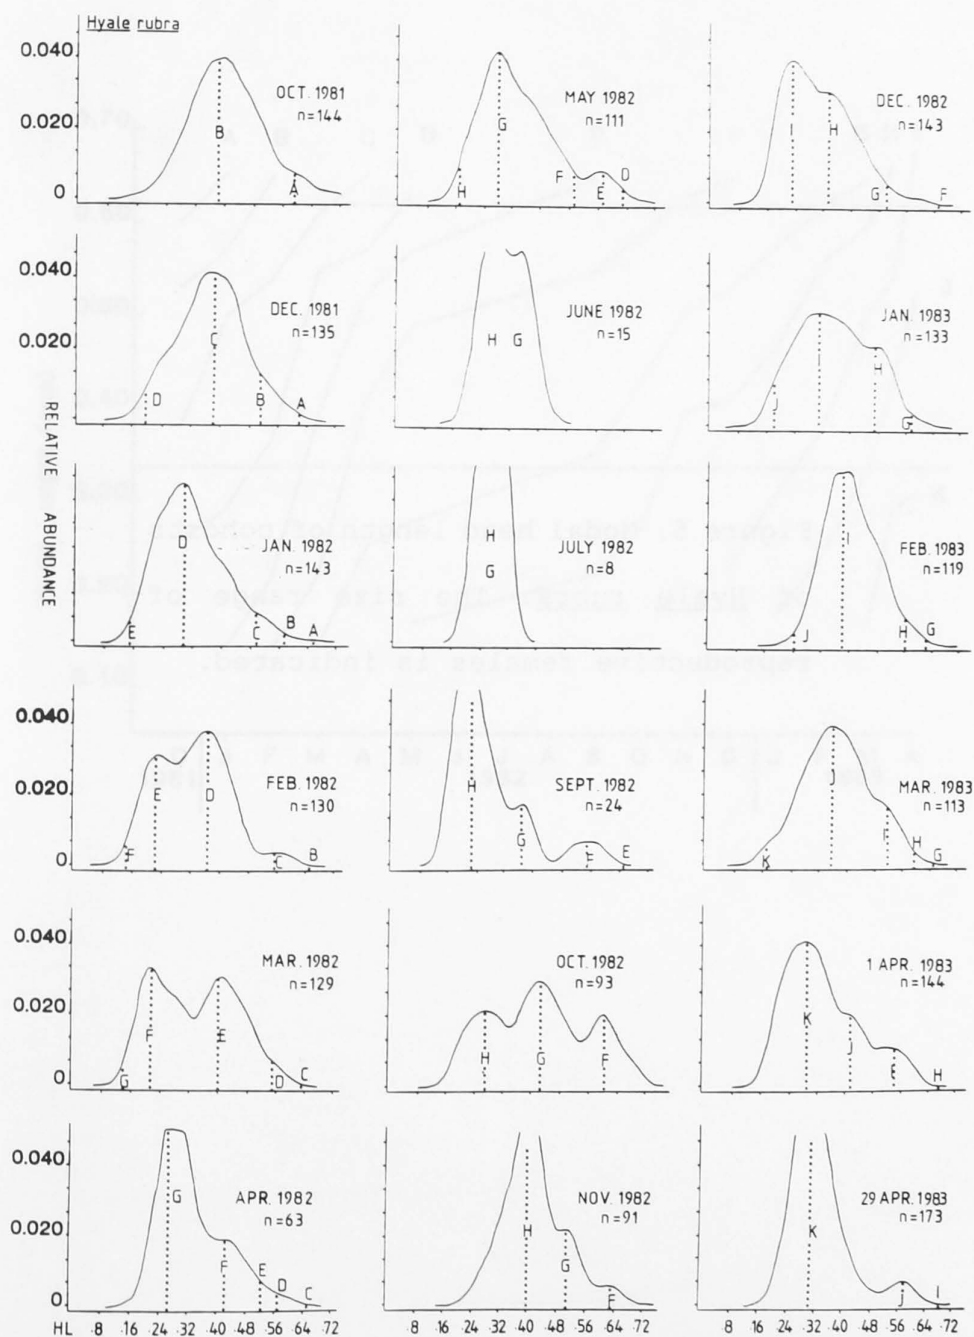 Hyale rubra
0.040
0.020
0
OCT. 1981
n=144
B
A
MAY 1982
n=111
H
G
F
E
D
DEC. 1982
n=143
I
H
G
F
0.040
0.020
DEC. 1981
n=135
D
C
B
A
JUNE 1982
n=15
H G
JAN. 1983
n=133
J
I
H
G
RELATIVE ABUNDANCE
JAN. 1982
n=143
E
D
C
B
A
JULY 1982
n=8
H
G
FEB. 1983
n=119
J
I
H
G
0.040
0.020
0
FEB. 1982
n=130
F
E
D
C
B
SEPT. 1982
n=24
H
G
F
E
MAR. 1983
n=113
K
J
I
H
G
0.040
0.020
0
MAR. 1982
n=129
G
F
E
D
C
OCT. 1982
n=93
H
G
F
1 APR. 1983
n=144
K
J
H
0.040
0.020
0
APR. 1982
n=63
G
F
E
D
C
NOV. 1982
n=91
H
G
F
29 APR. 1983
n=173
K
J
I
HL .8 .16 .24 .32 .40 .48 .56 .64 .72
.8 .16 .24 .32 .40 .48 .56 .64 .72
.8 .16 .24 .32 .40 .48 .56 .64 .72